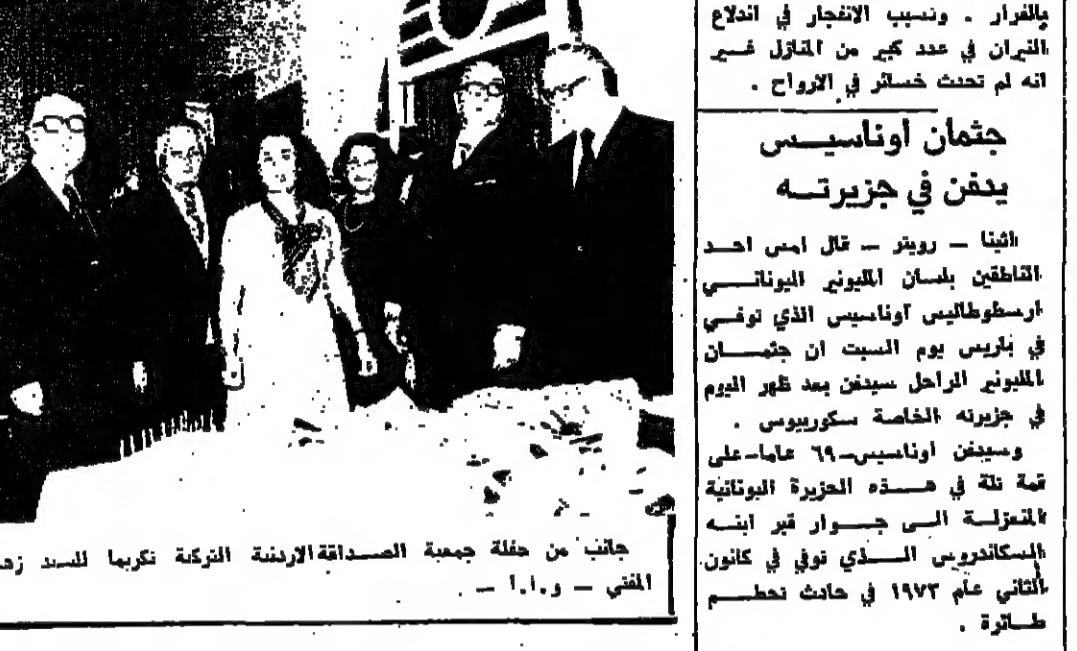 بالفرار . وتسبب الانفجار في اندلاع
النيران في عدد كبير من المنازل غير
انه لم تحدث خسائر في الارواح .
جثمان أوناسيس
يدفن في جزيرته
اثينا — رويتر — قال امس احد
الناطقين بلسان المليونير اليوناني
ارسطوطاليس أوناسيس الذي توفي
في باريس يوم السبت ان جثمان
المليونير الراحل سيدفن بعد ظهر اليوم
في جزيرته الخاصة سكوربيوس .
وسيدفن اوناسيس–٦٩ عاما–على
قمة تلة في هذه الجزيرة اليونانية
المنعزلة الى جوار قبر ابنه
السكاندروس الذي توفي في كانون
الثاني عام ١٩٧٣ في حادث تحطم
طائرة .
جانب من حفلة جمعية الصداقة الاردنية التركية تكريما للسيد
المفتي — و.ا.ا — .